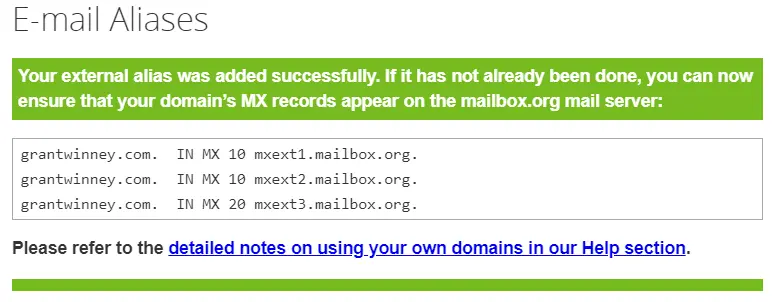 E-mail Aliases
Your external alias was added successfully. If it has not already been done, you can now
ensure that your domain’s MX records appear on the mailbox.org mail server:
grantwinney.com.  IN MX 10 mxext1.mailbox.org.
grantwinney.com.  IN MX 10 mxext2.mailbox.org.
grantwinney.com.  IN MX 20 mxext3.mailbox.org.
Please refer to the detailed notes on using your own domains in our Help section.